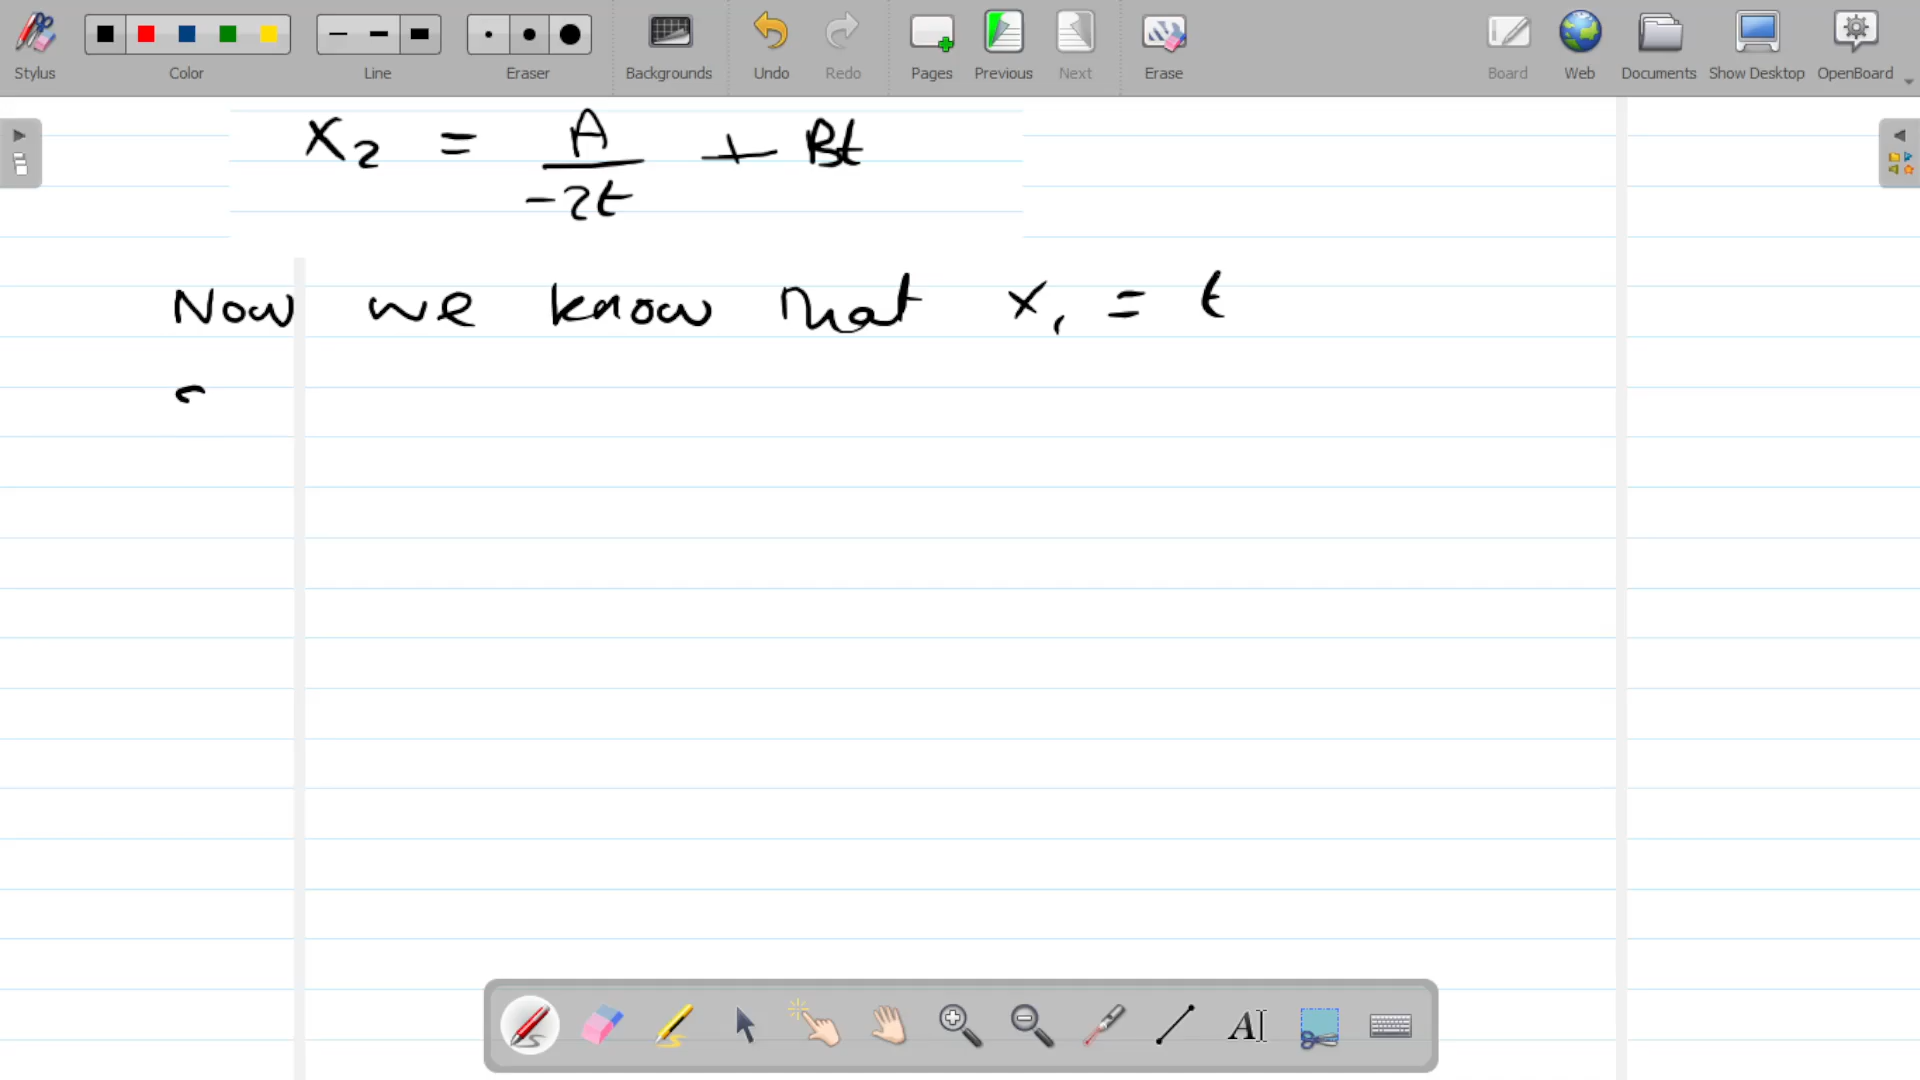 Stylus Color Line Eraser Backgrounds Undo Redo Pages Previous Next Erase Board Web Documents Show Desktop OpenBoard
x₂ = A/-2t + Bt
Now we know that x₁ = t
A